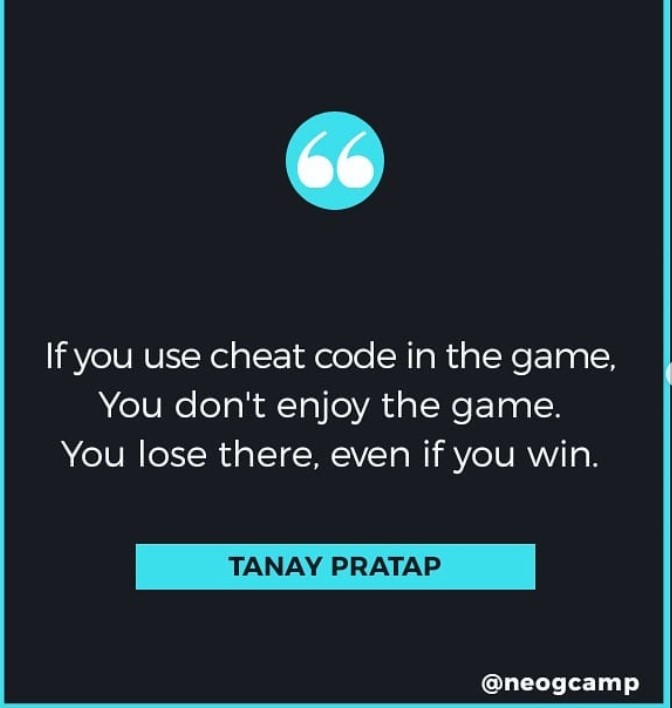 If you use cheat code in the game,
You don't enjoy the game.
You lose there, even if you win.
TANAY PRATAP
@neogcamp